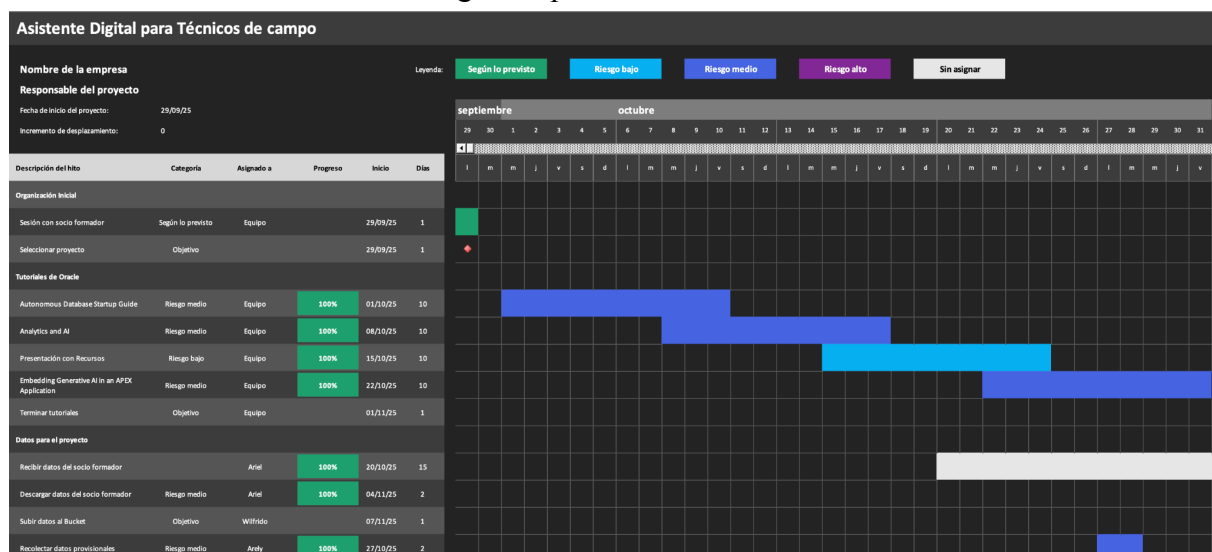 Asistente Digital para Técnicos de campo
Nombre de la empresa
Leyenda: Según lo previsto Riesgo bajo Riesgo medio Riesgo alto Sin asignar
Responsable del proyecto
Fecha de inicio del proyecto: 29/09/25
septiembre octubre
Incremento de desplazamiento: 0
29 30 1 2 3 4 5 6 7 8 9 10 11 12 13 14 15 16 17 18 19 20 21 22 23 24 25 26 27 28 29 30 31
Descripción del hito Categoría Asignado a Progreso Inicio Días l m m j v s d l m m j v s d l m m j v s d l m m j v s d l m m j v
Organización Inicial
Sesión con socio formador Según lo previsto Equipo 29/09/25 1
Seleccionar proyecto Objetivo 29/09/25 1
Tutoriales de Oracle
Autonomous Database Startup Guide Riesgo medio Equipo 100% 01/10/25 10
Analytics and AI Riesgo medio Equipo 100% 08/10/25 10
Presentación con Recursos Riesgo bajo Equipo 100% 15/10/25 10
Embedding Generative AI in an APEX
Application Riesgo medio Equipo 100% 22/10/25 10
Terminar tutoriales Objetivo Equipo 01/11/25 1
Datos para el proyecto
Recibir datos del socio formador Ariel 100% 20/10/25 15
Descargar datos del socio formador Riesgo medio Ariel 100% 04/11/25 2
Subir datos al Bucket Objetivo Wilfrido 07/11/25 1
Recolectar datos provisionales Riesgo medio Arely 100% 27/10/25 2